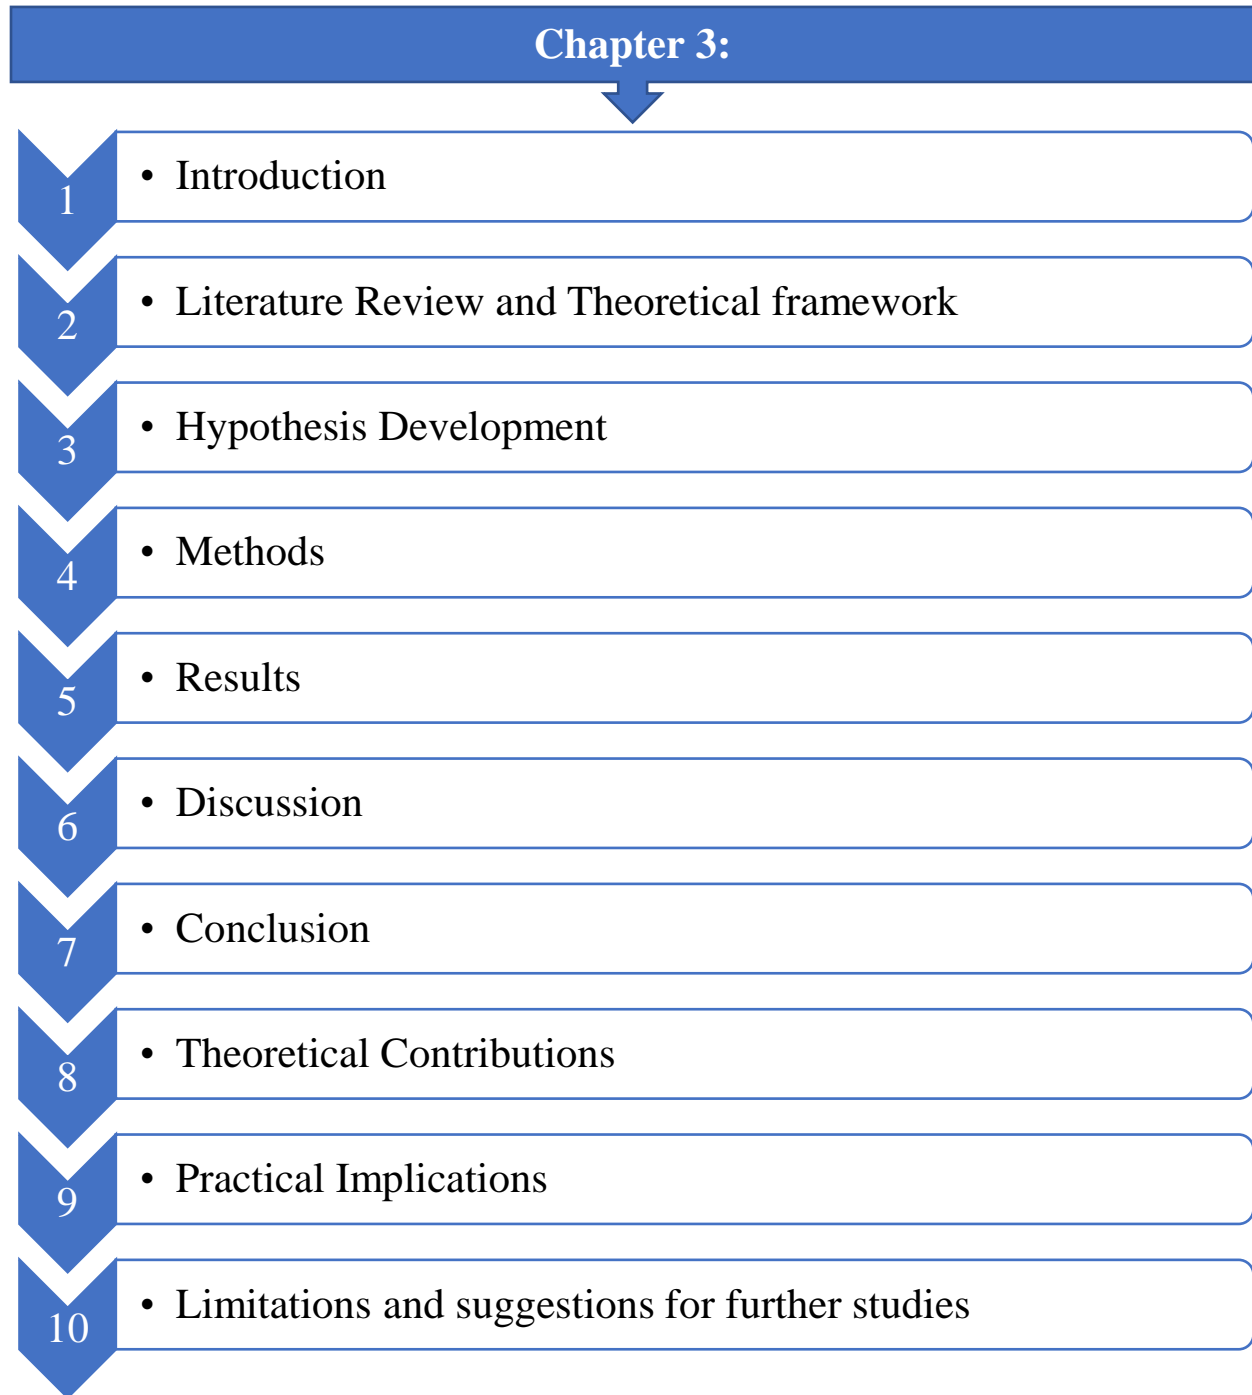 Chapter 3:
1
• Introduction
2
• Literature Review and Theoretical framework
3
• Hypothesis Development
4
• Methods
5
• Results
6
• Discussion
7
• Conclusion
8
• Theoretical Contributions
9
• Practical Implications
10
• Limitations and suggestions for further studies